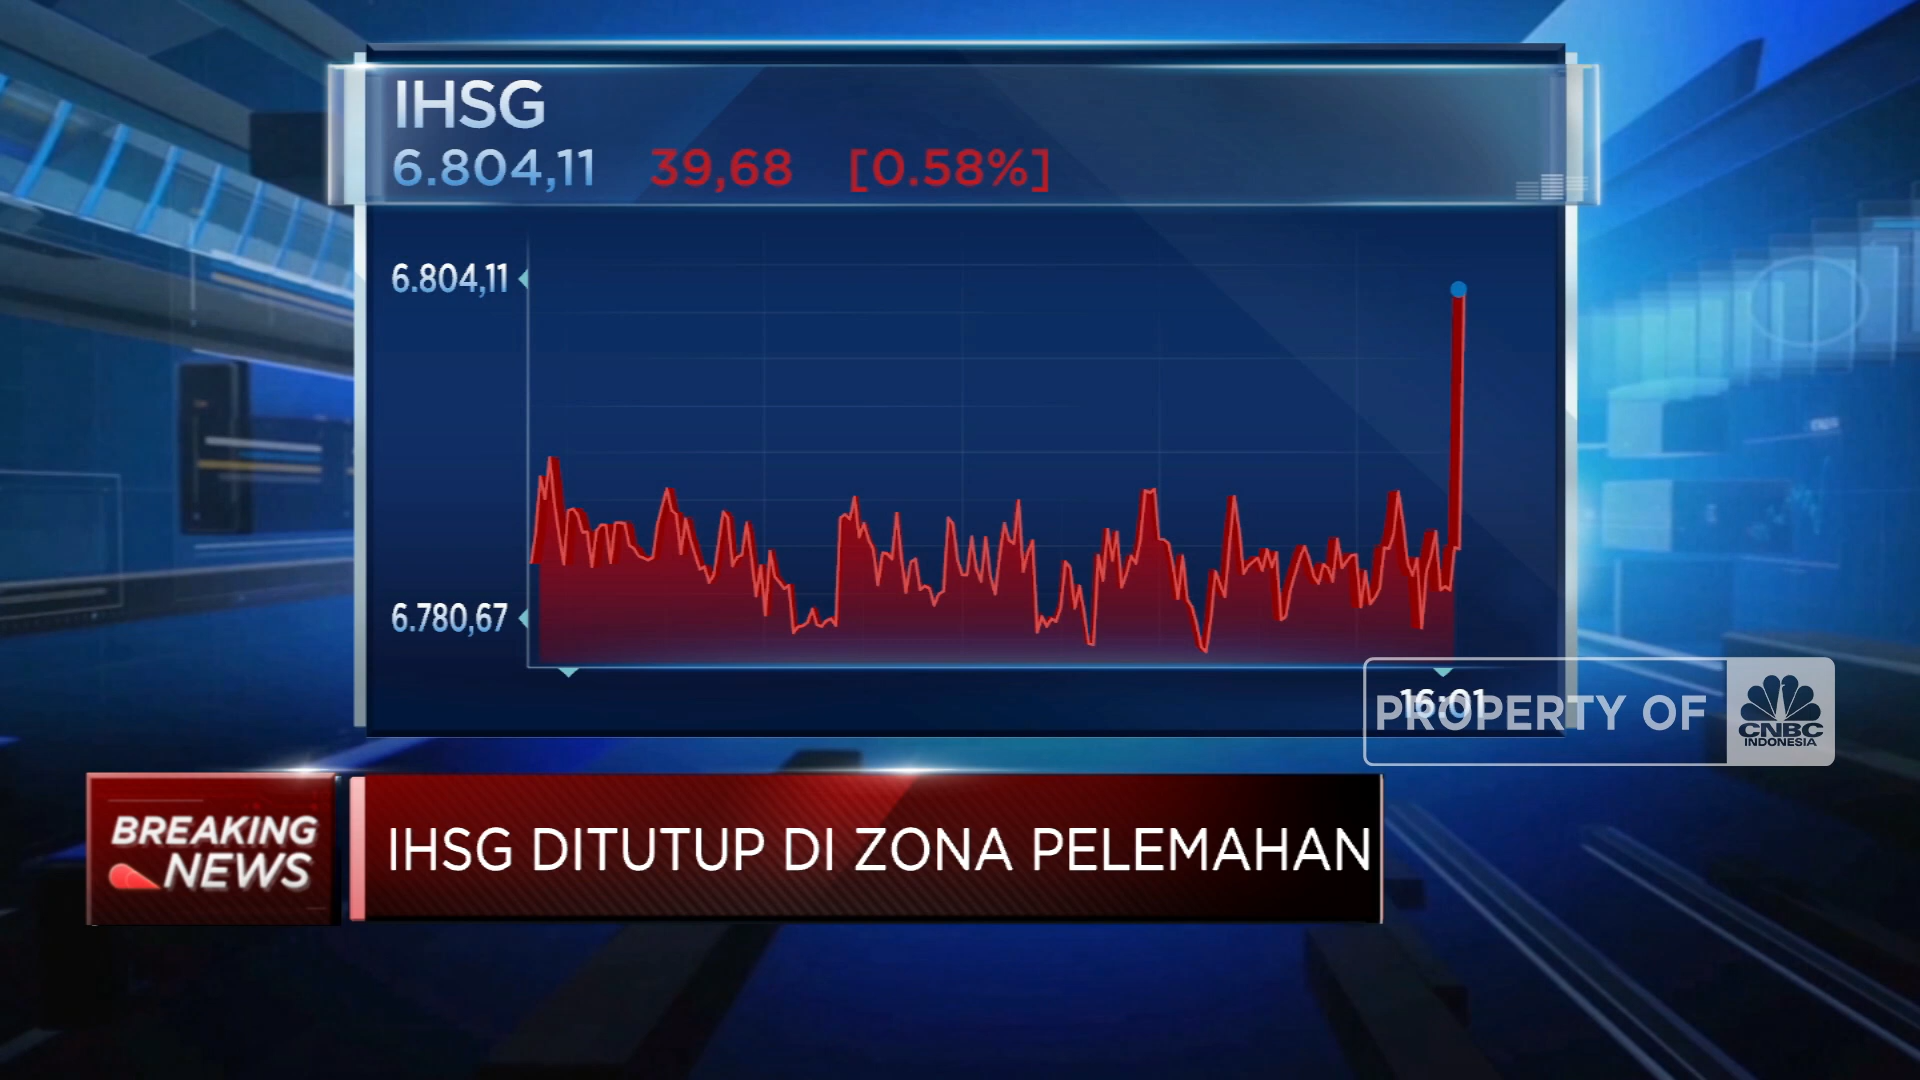 IHSG
6.804,11 39,68 [0.58%]
6.804,11
6.780,67
16:01
PROPERTY OF
CNBC
INDONESIA
BREAKING
NEWS
IHSG DITUTUP DI ZONA PELEMAHAN